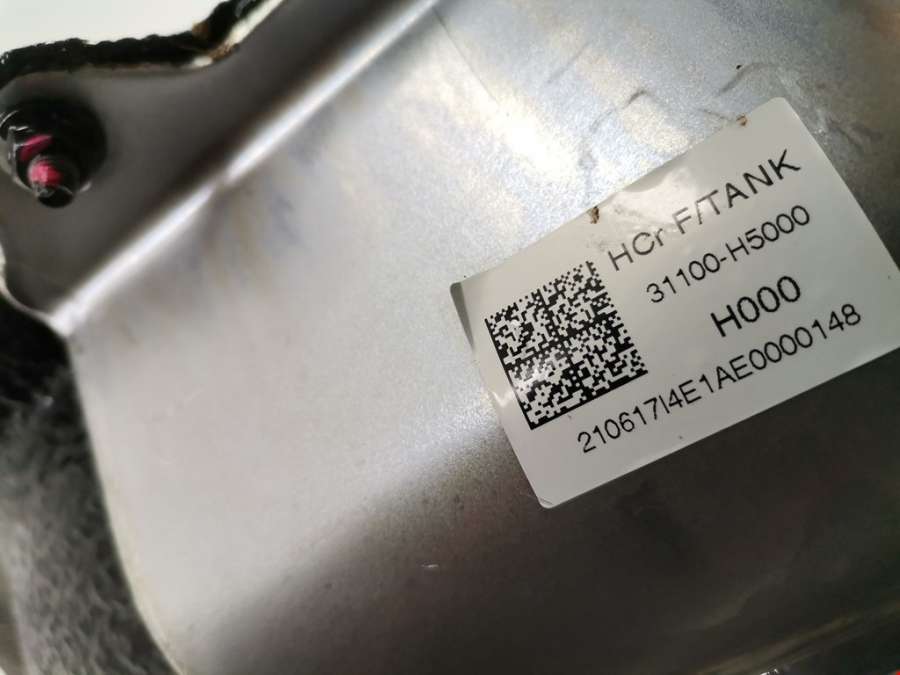 HCr F/TANK
31100-H5000
H000
210617I4E1AE0000148